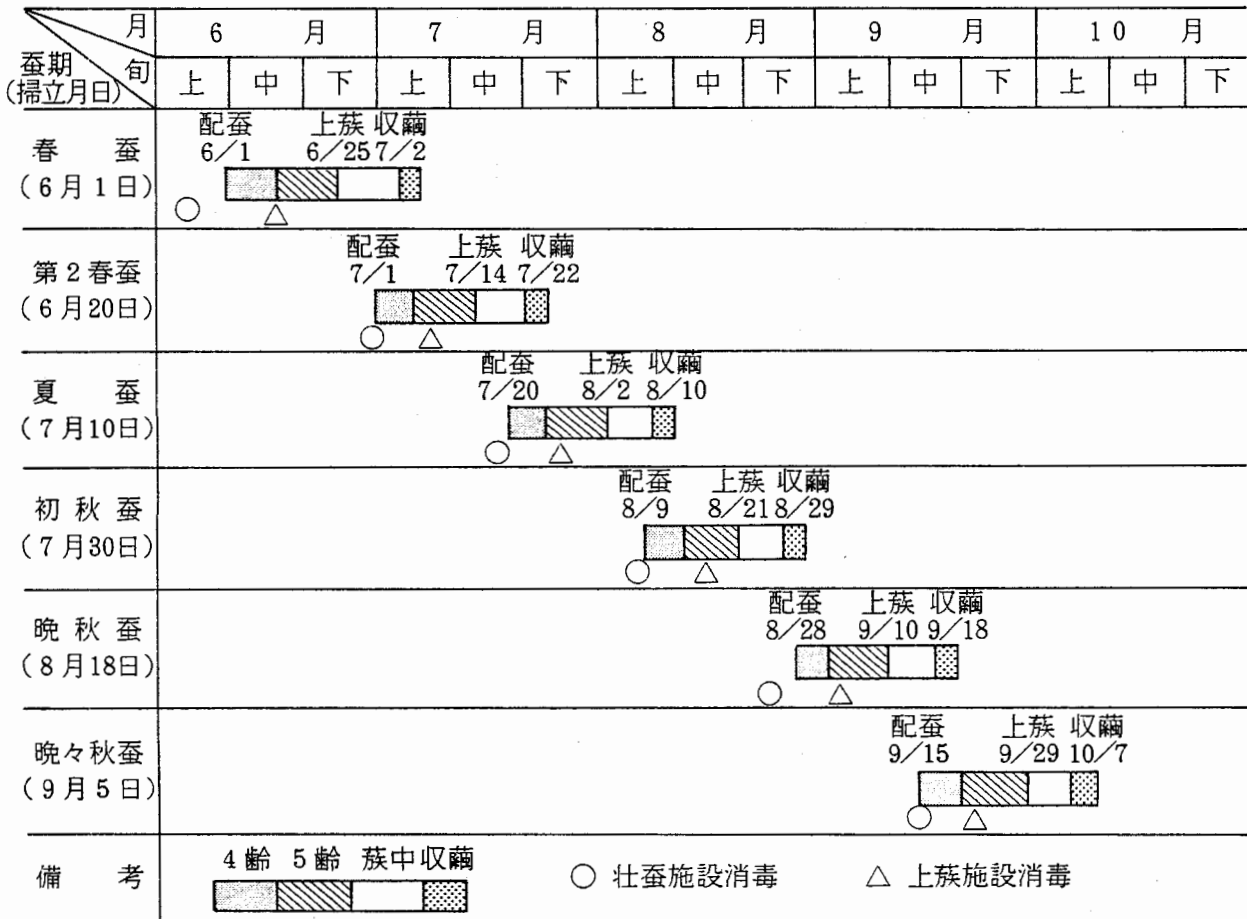 月 6 月 7 月 8 月 9 月 10 月
旬 上 中 下 上 中 下 上 中 下 上 中 下 上 中 下
蚕期
(掃立月日)
配蚕 上蔟 収繭
6/1 6/25 7/2
春 蚕
(6月1日)
配蚕 上蔟 収繭
7/1 7/14 7/22
第2春蚕
(6月20日)
配蚕 上蔟 収繭
7/20 8/2 8/10
夏 蚕
(7月10日)
配蚕 上蔟 収繭
8/9 8/21 8/29
初秋蚕
(7月30日)
配蚕 上蔟 収繭
8/28 9/10 9/18
晩秋蚕
(8月18日)
配蚕 上蔟 収繭
9/15 9/29 10/7
晩々秋蚕
(9月5日)
4齢 5齢 蔟中 収繭
備 考
○ 壮蚕施設消毒 △ 上蔟施設消毒